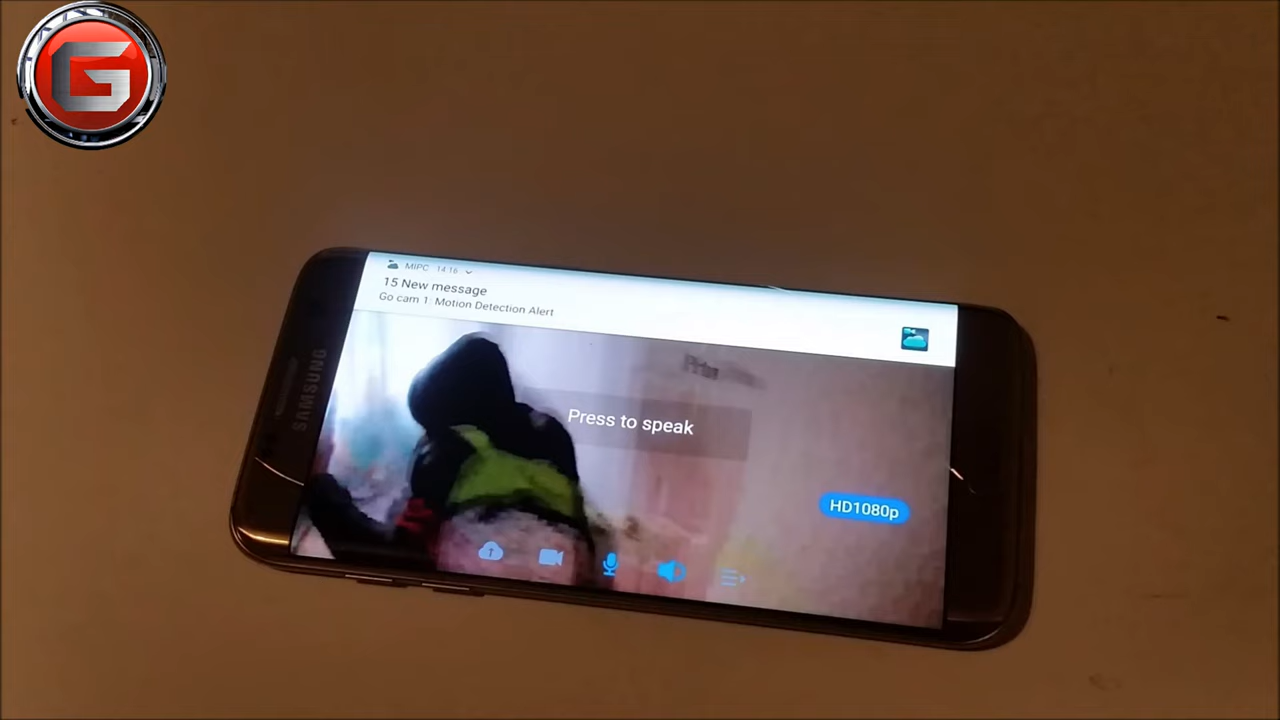 G
MIPC 14:16
15 New message
Go cam 1: Motion Detection Alert
Press to speak
HD1080p
SAMSUNG